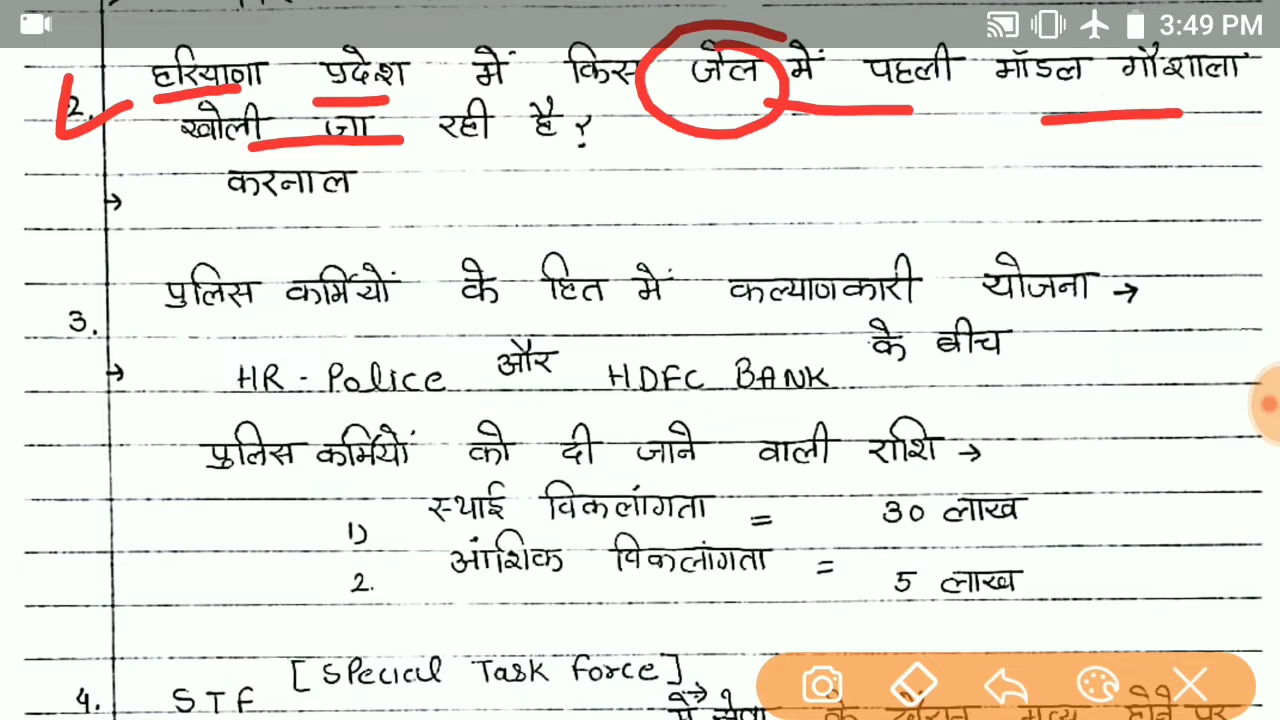 3:49 PM
हरियाणा प्रदेश में किस जेल में पहली मॉडल गौशाला
2. खोली जा रही है?
→ करनाल
पुलिस कर्मियों के हित में कल्याणकारी योजना →
3. के बीच
→ HR - Police और HDFC BANK
पुलिस कर्मियों को दी जाने वाली राशि →
1) स्थाई विकलांगता = 30 लाख
2. आंशिक विकलांगता = 5 लाख
4. STF [Special Task Force]
में सेवा के दौरान मृत्यु होने पर